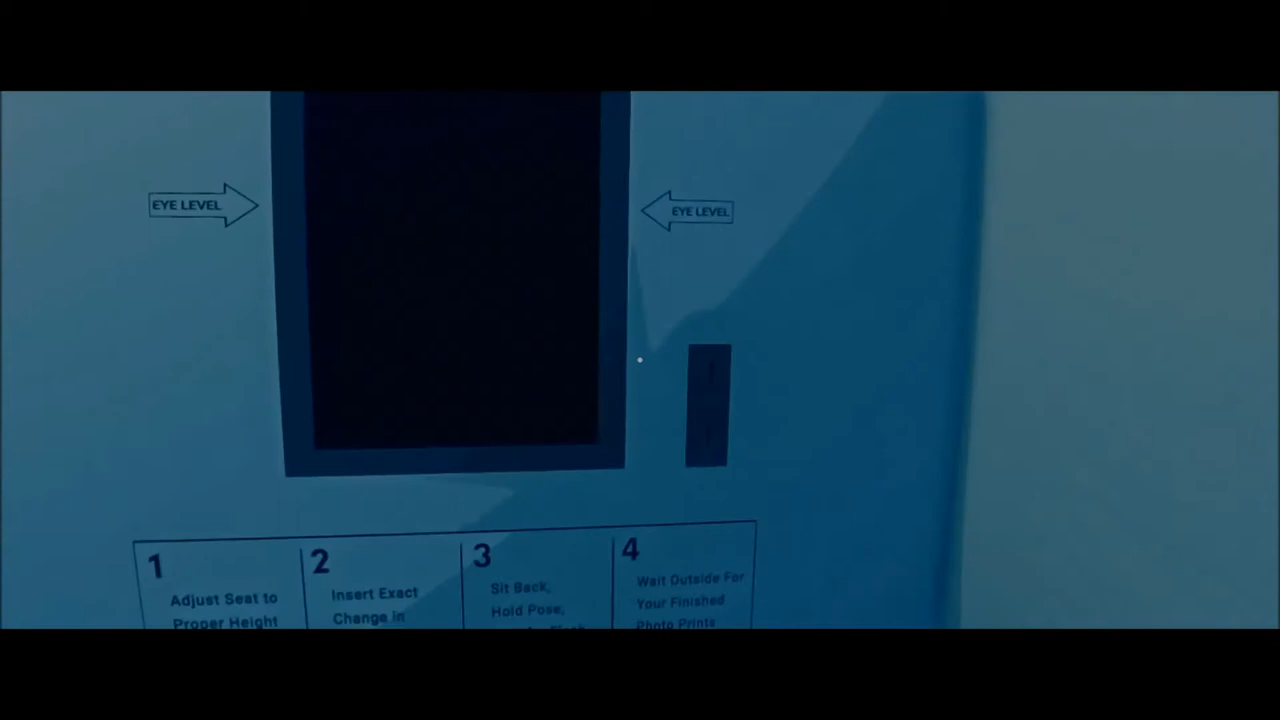 EYE LEVEL
EYE LEVEL
1
Adjust Seat to
Proper Height
2
Insert Exact
Change in
3
Sit Back,
Hold Pose,
4
Wait Outside For
Your Finished
Photo Prints